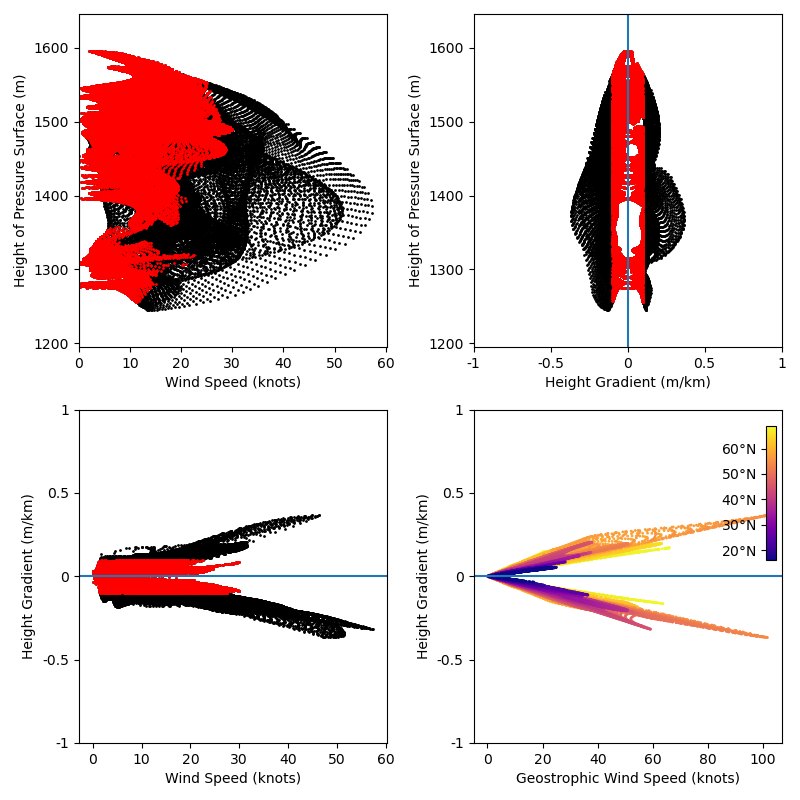 1600
1500
1400
1300
1200
Height of Pressure Surface (m)
0 10 20 30 40 50 60
Wind Speed (knots)
1600
1500
1400
1300
1200
Height of Pressure Surface (m)
-1 -0.5 0 0.5 1
Height Gradient (m/km)
1
0.5
0
-0.5
-1
Height Gradient (m/km)
0 10 20 30 40 50 60
Wind Speed (knots)
1
0.5
0
-0.5
-1
Height Gradient (m/km)
60°N
50°N
40°N
30°N
20°N
0 20 40 60 80 100
Geostrophic Wind Speed (knots)